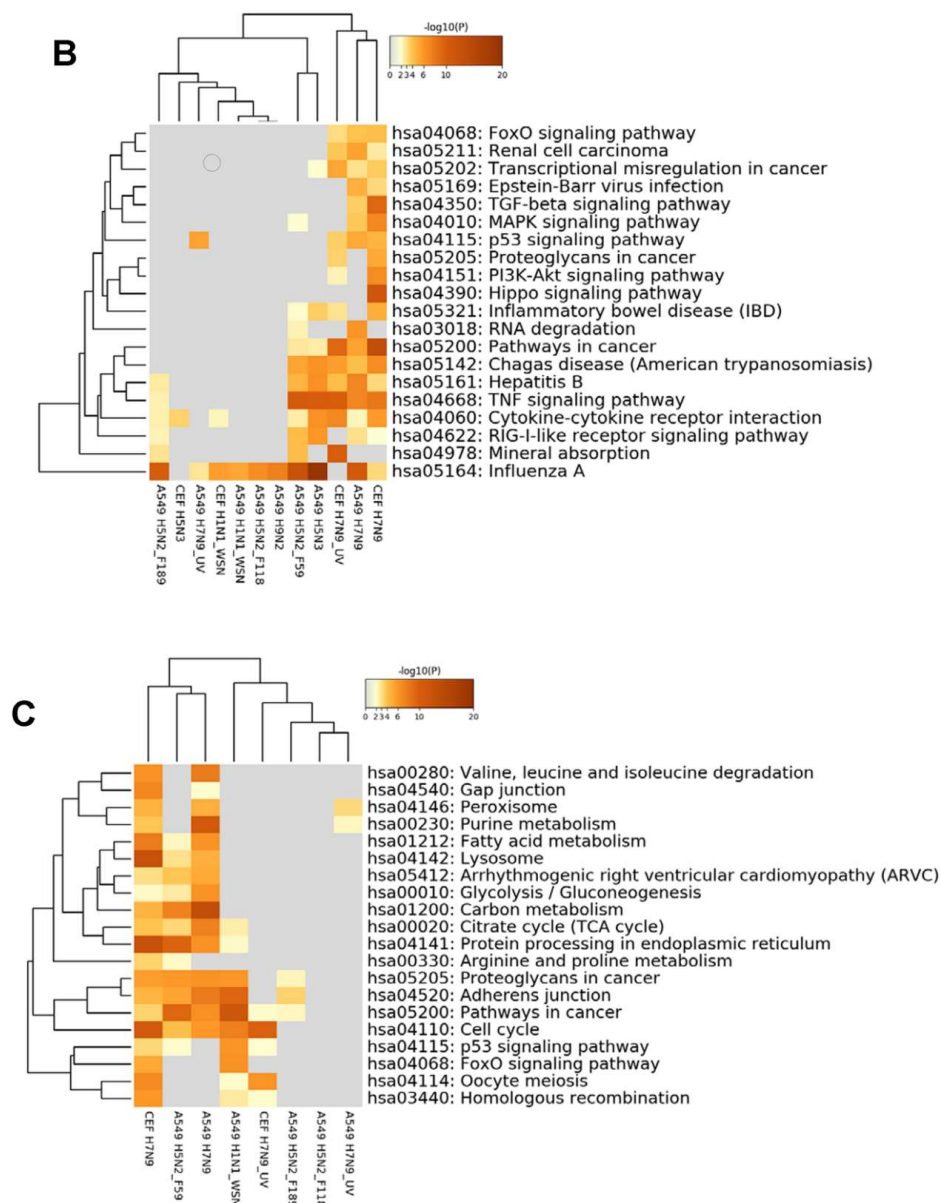 B
-log10(P)
0 2 3 4 6 10 20
hsa04068: FoxO signaling pathway
hsa05211: Renal cell carcinoma
hsa05202: Transcriptional misregulation in cancer
hsa05169: Epstein-Barr virus infection
hsa04350: TGF-beta signaling pathway
hsa04010: MAPK signaling pathway
hsa04115: p53 signaling pathway
hsa05205: Proteoglycans in cancer
hsa04151: PI3K-Akt signaling pathway
hsa04390: Hippo signaling pathway
hsa05321: Inflammatory bowel disease (IBD)
hsa03018: RNA degradation
hsa05200: Pathways in cancer
hsa05142: Chagas disease (American trypanosomiasis)
hsa05161: Hepatitis B
hsa04668: TNF signaling pathway
hsa04060: Cytokine-cytokine receptor interaction
hsa04622: RIG-I-like receptor signaling pathway
hsa04978: Mineral absorption
hsa05164: Influenza A
A549 H5N2_F189
CEF H5N3
A549 H7N9_UV
CEF H1N1_WSN
A549 H1N1_WSN
A549 H5N2_F118
A549 H9N2
A549 H5N2_F59
A549 H5N3
CEF H7N9_UV
A549 H7N9
CEF H7N9
C
-log10(P)
0 2 3 4 6 10 20
hsa00280: Valine, leucine and isoleucine degradation
hsa04540: Gap junction
hsa04146: Peroxisome
hsa00230: Purine metabolism
hsa01212: Fatty acid metabolism
hsa04142: Lysosome
hsa05412: Arrhythmogenic right ventricular cardiomyopathy (ARVC)
hsa00010: Glycolysis / Gluconeogenesis
hsa01200: Carbon metabolism
hsa00020: Citrate cycle (TCA cycle)
hsa04141: Protein processing in endoplasmic reticulum
hsa00330: Arginine and proline metabolism
hsa05205: Proteoglycans in cancer
hsa04520: Adherens junction
hsa05200: Pathways in cancer
hsa04110: Cell cycle
hsa04115: p53 signaling pathway
hsa04068: FoxO signaling pathway
hsa04114: Oocyte meiosis
hsa03440: Homologous recombination
CEF H7N9
A549 H5N2_F59
A549 H7N9
A549 H1N1_WSN
CEF H7N9_UV
A549 H5N2_F189
A549 H5N2_F118
A549 H7N9_UV